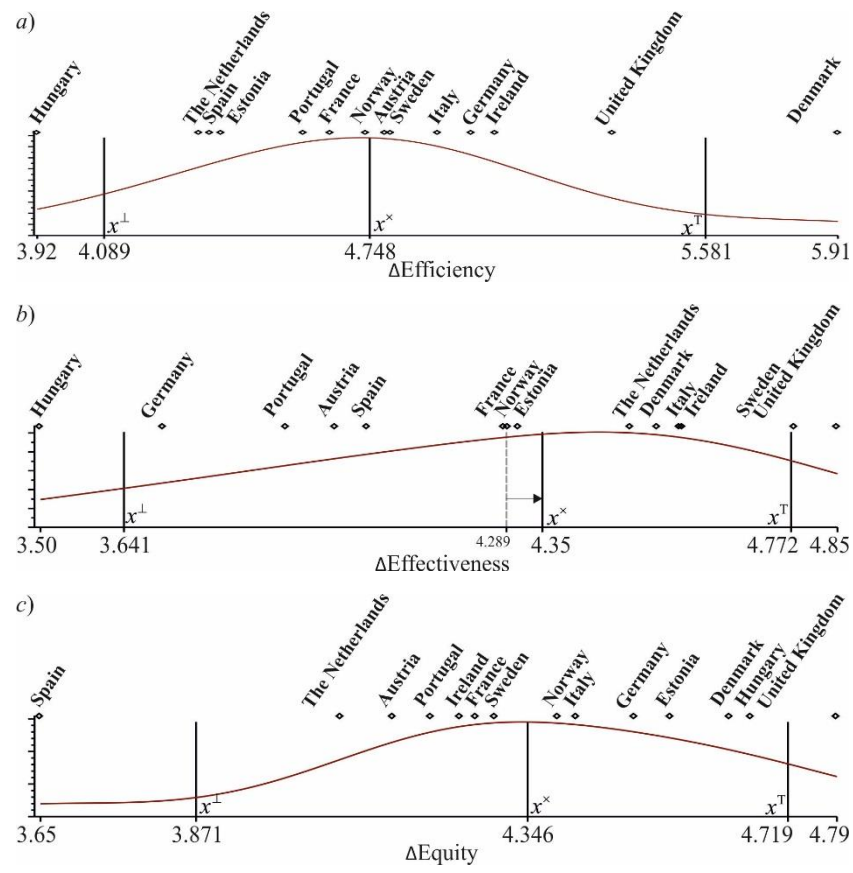 a)
Hungary
The Netherlands
Spain
Estonia
Portugal
France
Norway
Austria
Sweden
Italy
Germany
Ireland
United Kingdom
Denmark
x⊥ x× xT
3.92 4.089 4.748 5.581 5.91
ΔEfficiency
b)
Hungary
Germany
Portugal
Austria
Spain
France
Norway
Estonia
The Netherlands
Denmark
Italy
Ireland
Sweden
United Kingdom
x⊥ x× xT
3.50 3.641 4.289 4.35 4.772 4.85
ΔEffectiveness
c)
Spain
The Netherlands
Austria
Portugal
Ireland
France
Sweden
Norway
Italy
Germany
Estonia
Denmark
Hungary
United Kingdom
x⊥ x× xT
3.65 3.871 4.346 4.719 4.79
ΔEquity